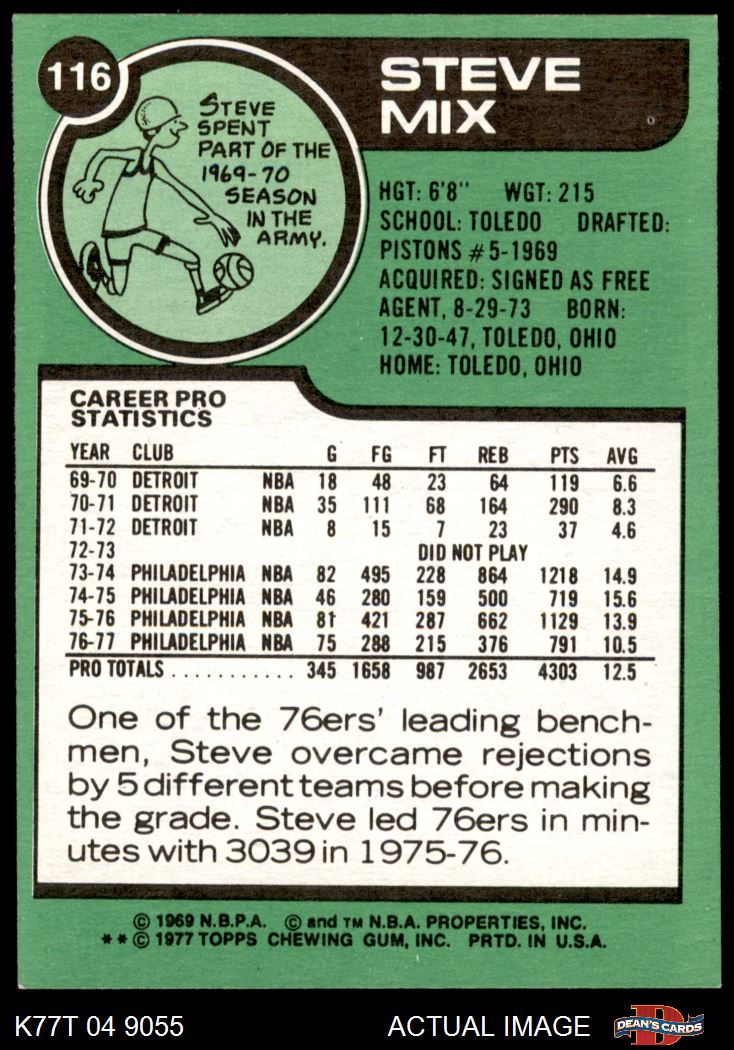 116
STEVE
SPENT
PART OF THE
1969-70
SEASON
IN THE
ARMY.
STEVE
MIX
HGT: 6'8" WGT: 215
SCHOOL: TOLEDO DRAFTED:
PISTONS #5-1969
ACQUIRED: SIGNED AS FREE
AGENT, 8-29-73 BORN:
12-30-47, TOLEDO, OHIO
HOME: TOLEDO, OHIO
CAREER PRO
STATISTICS
YEAR CLUB G FG FT REB PTS AVG
69-70 DETROIT NBA 18 48 23 64 119 6.6
70-71 DETROIT NBA 35 111 68 164 290 8.3
71-72 DETROIT NBA 8 15 7 23 37 4.6
72-73 DID NOT PLAY
73-74 PHILADELPHIA NBA 82 495 228 864 1218 14.9
74-75 PHILADELPHIA NBA 46 280 159 500 719 15.6
75-76 PHILADELPHIA NBA 81 421 287 662 1129 13.9
76-77 PHILADELPHIA NBA 75 288 215 376 791 10.5
PRO TOTALS ........... 345 1658 987 2653 4303 12.5
One of the 76ers' leading bench-
men, Steve overcame rejections
by 5 different teams before making
the grade. Steve led 76ers in min-
utes with 3039 in 1975-76.
© 1969 N.B.P.A. © and TM N.B.A. PROPERTIES, INC.
**© 1977 TOPPS CHEWING GUM, INC. PRTD. IN U.S.A.
K77T 04 9055 ACTUAL IMAGE
D
DEAN'S CARDS